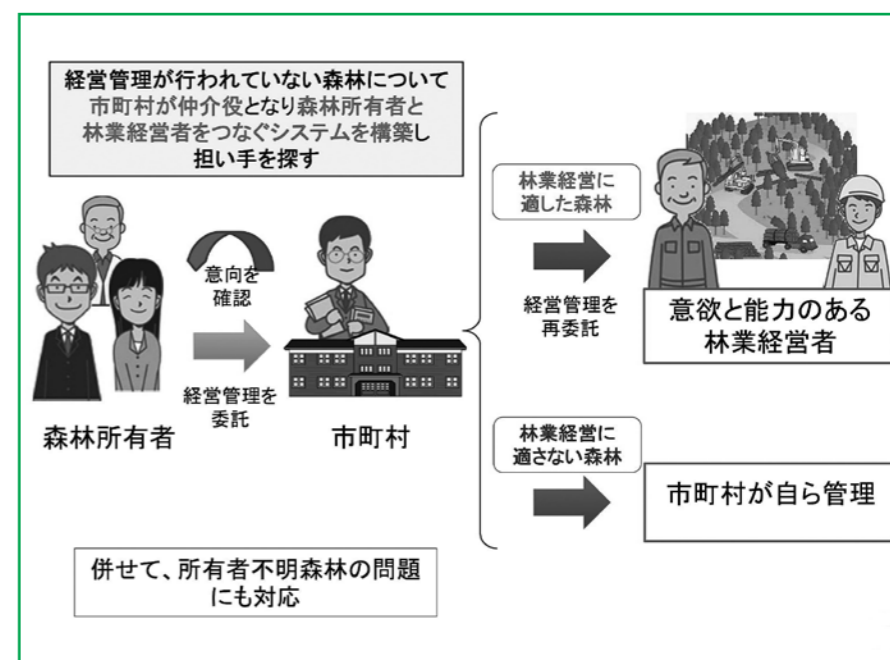 経営管理が行われていない森林について
市町村が仲介役となり森林所有者と
林業経営者をつなぐシステムを構築し
担い手を探す
意向を
確認
経営管理を
委託
森林所有者
市町村
林業経営に
適した森林
経営管理を
再委託
意欲と能力のある
林業経営者
林業経営に
適さない森林
市町村が自ら管理
併せて、所有者不明森林の問題
にも対応